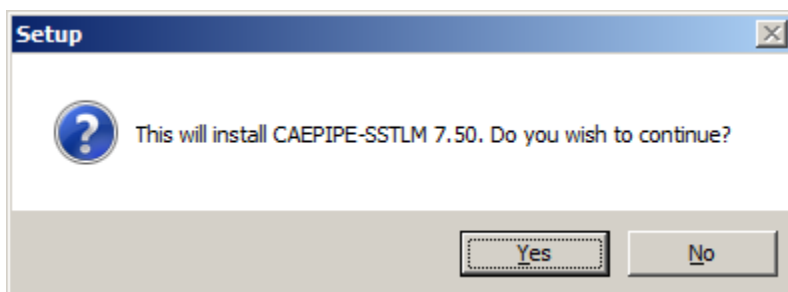 Setup
This will install CAEPIPE-SSTLM 7.50. Do you wish to continue?
Yes
No